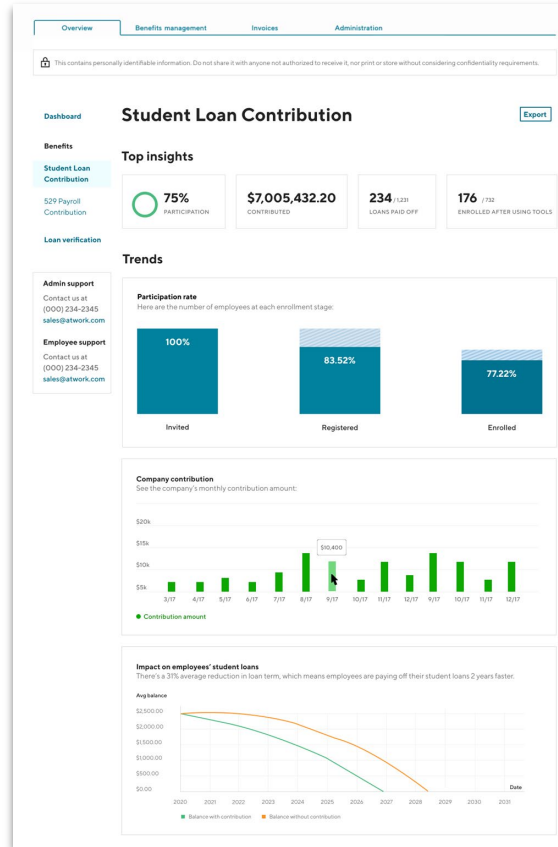 Overview
Benefits management
Invoices
Administration
This contains personally identifiable information. Do not share it with anyone not authorized to receive it, nor print or store without considering confidentiality requirements.
Dashboard
Benefits
Student Loan
Contribution
529 Payroll
Contribution
Loan verification
Admin support
Contact us at
(000) 234-2345
sales@atwork.com
Employee support
Contact us at
(000) 234-2345
sales@atwork.com
Student Loan Contribution
Export
Top insights
75%
PARTICIPATION
$7,005,432.20
CONTRIBUTED
234 / 1,231
LOANS PAID OFF
176 / 732
ENROLLED AFTER USING TOOLS
Trends
Participation rate
Here are the number of employees at each enrollment stage:
100%
83.52%
77.22%
Invited
Registered
Enrolled
Company contribution
See the company's monthly contribution amount:
$20k
$15k
$10k
$5k
$10,400
3/17 4/17 5/17 6/17 7/17 8/17 9/17 10/17 11/17 12/17 9/17 10/17 11/17 12/17
Contribution amount
Impact on employees' student loans
There's a 31% average reduction in loan term, which means employees are paying off their student loans 2 years faster.
Avg balance
$2,500.00
$2,000.00
$1,500.00
$1,000.00
$500.00
$0.00
Date
2020 2021 2022 2023 2024 2025 2026 2027 2028 2029 2030 2031
Balance with contribution
Balance without contribution